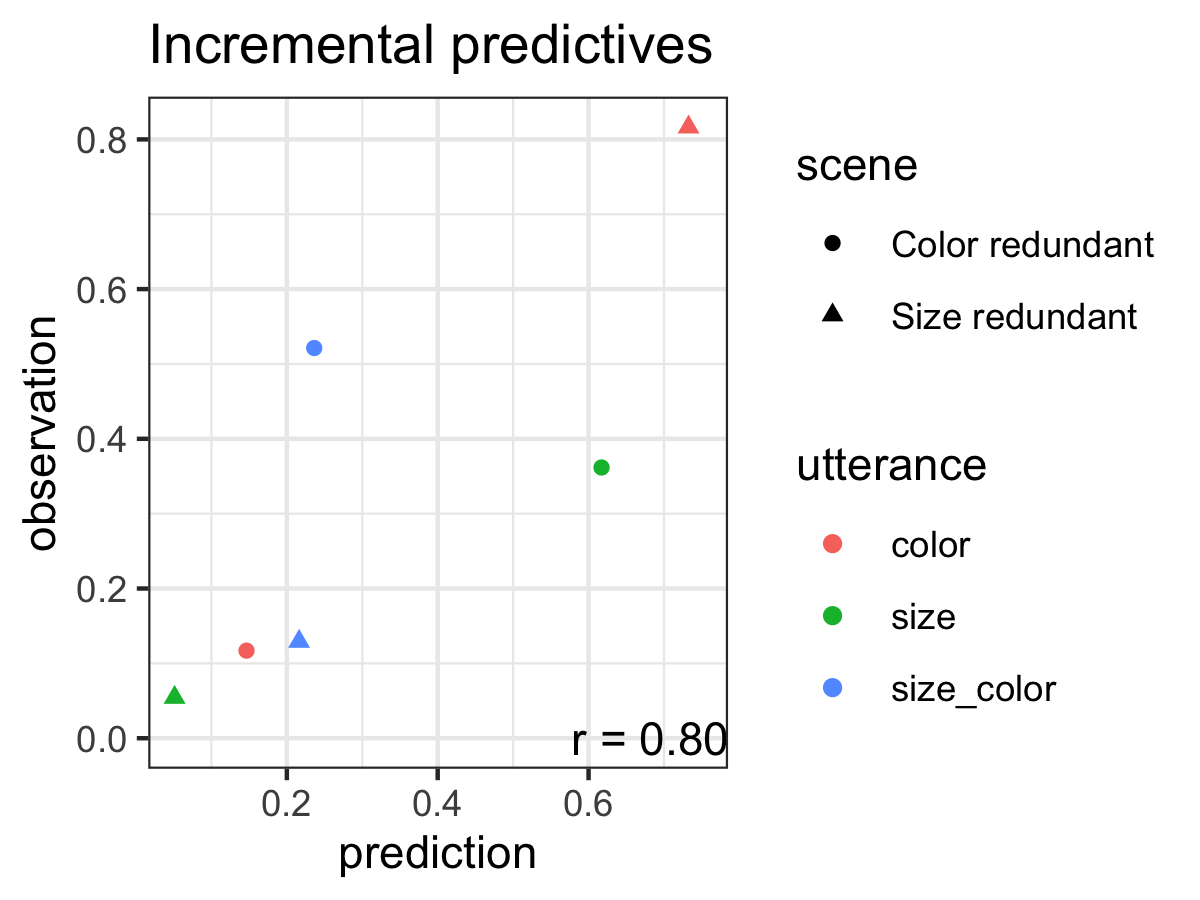 Incremental predictives
observation
0.8
0.6
0.4
0.2
0.0
r = 0.80
0.2
0.4
0.6
prediction
scene
Color redundant
Size redundant
utterance
color
size
size_color